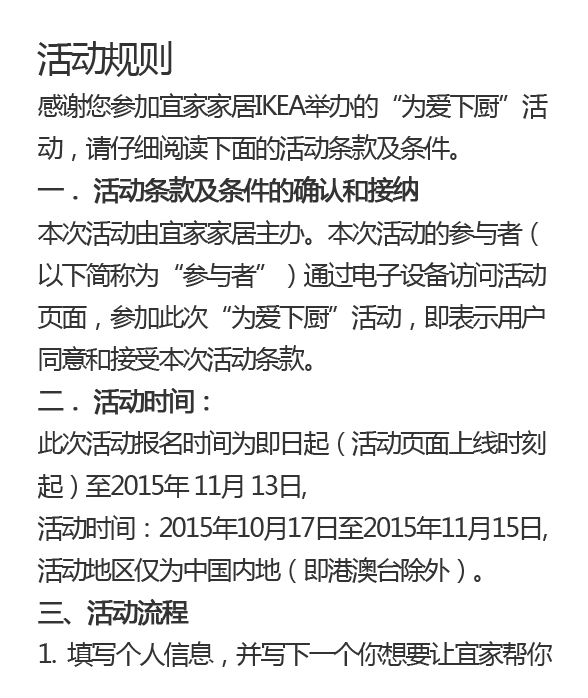 活动规则
感谢您参加宜家家居IKEA举办的“为爱下厨”活
动，请仔细阅读下面的活动条款及条件。
一． 活动条款及条件的确认和接纳
本次活动由宜家家居主办。本次活动的参与者（
以下简称为“参与者”）通过电子设备访问活动
页面，参加此次“为爱下厨”活动，即表示用户
同意和接受本次活动条款。
二． 活动时间：
此次活动报名时间为即日起（活动页面上线时刻
起）至2015年 11月 13日,
活动时间：2015年10月17日至2015年11月15日,
活动地区仅为中国内地（即港澳台除外）。
三、活动流程
1. 填写个人信息，并写下一个你想要让宜家帮你